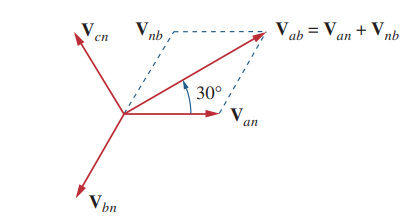 V_cn
V_nb
V_ab = V_an + V_nb
30°
V_an
V_bn